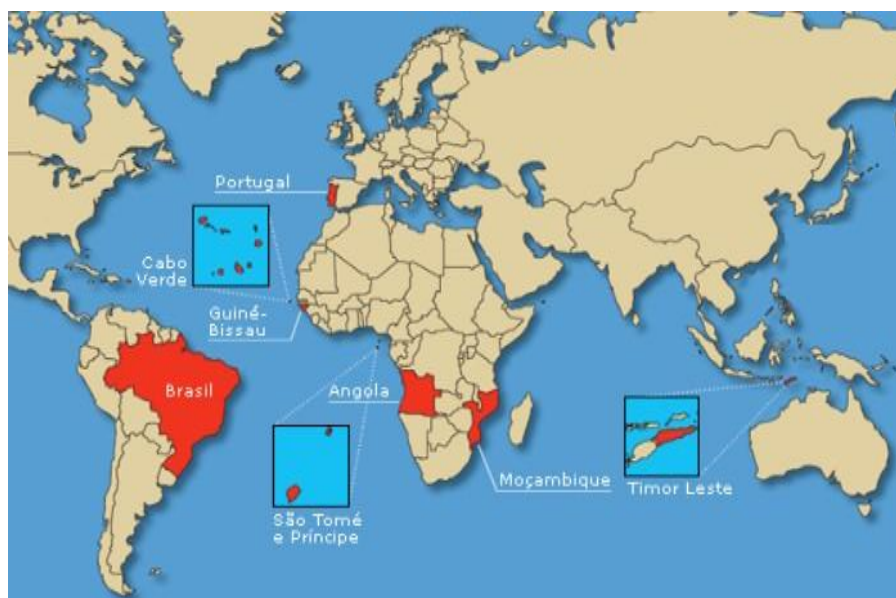 Portugal
Cabo
Verde
Guiné-
Bissau
Brasil
Angola
São Tomé
e Príncipe
Moçambique
Timor Leste